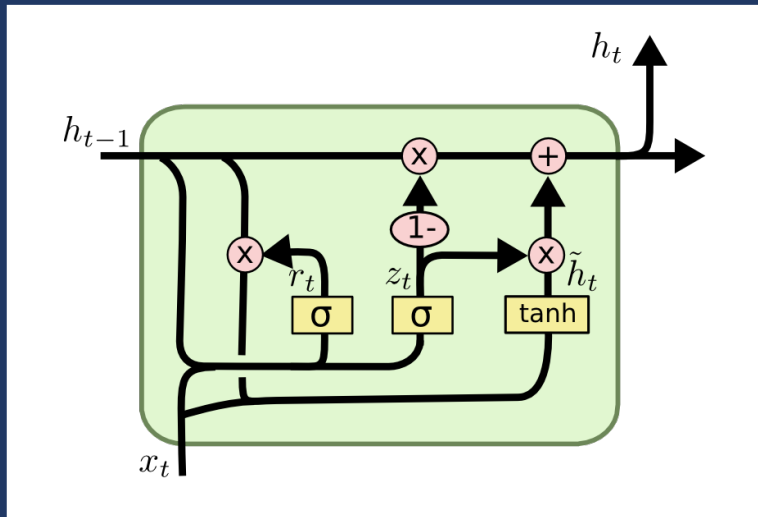 h_t
h_{t-1}
x +
1-
x r_t z_t x h̃_t
σ σ tanh
x_t